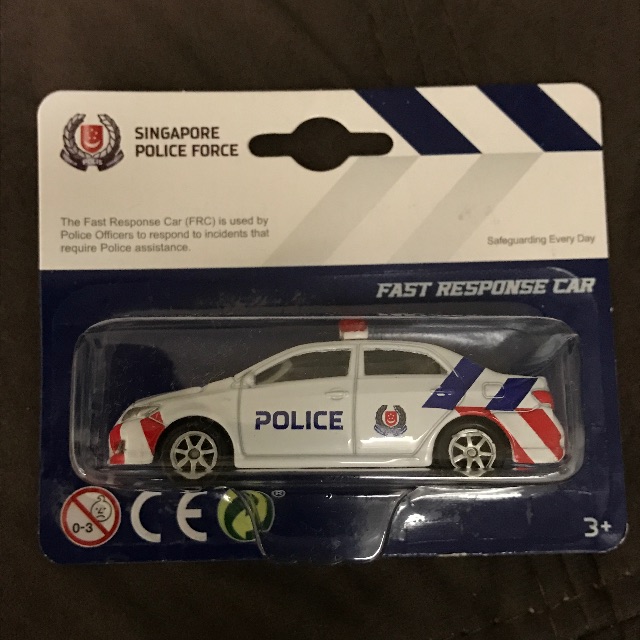 SINGAPORE
POLICE FORCE
The Fast Response Car (FRC) is used by
Police Officers to respond to incidents that
require Police assistance.
Safeguarding Every Day
FAST RESPONSE CAR
POLICE
0-3
CE
®
3+